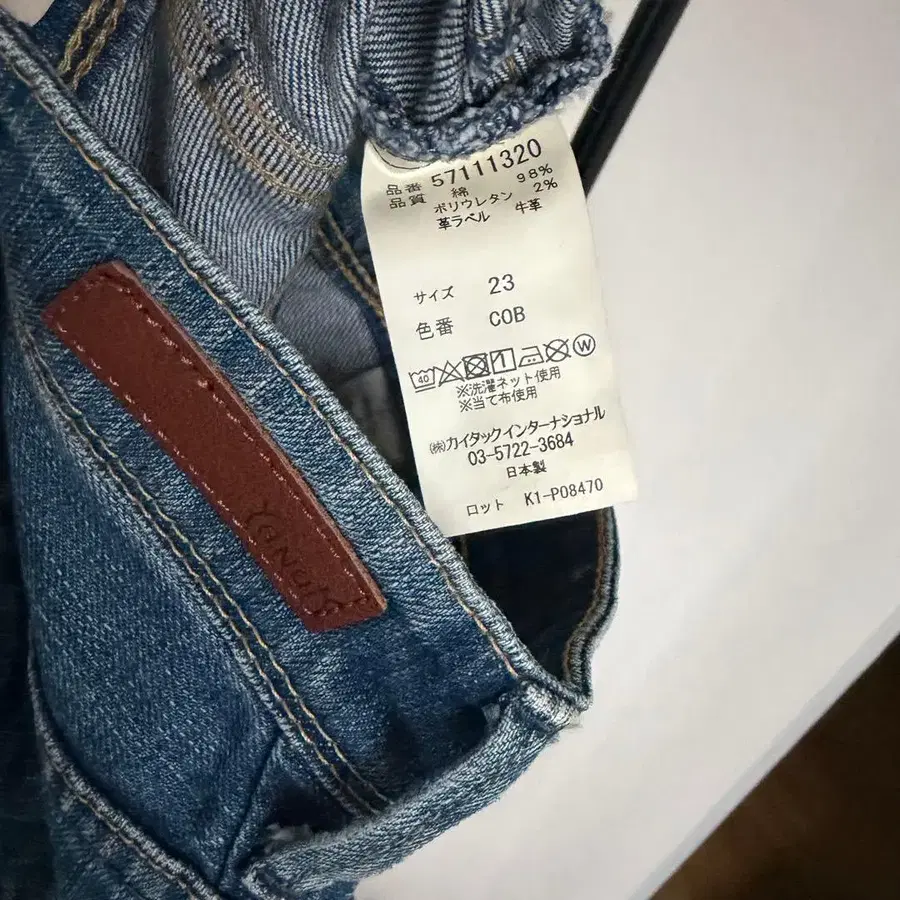 品番 57111320
品質 綿 98%
ポリウレタン 2%
革ラベル 牛革
サイズ 23
色番 COB
40 1 W
※洗濯ネット使用
※当て布使用
㈱カイタックインターナショナル
03-5722-3684
日本製
ロット K1-P08470
YANUK